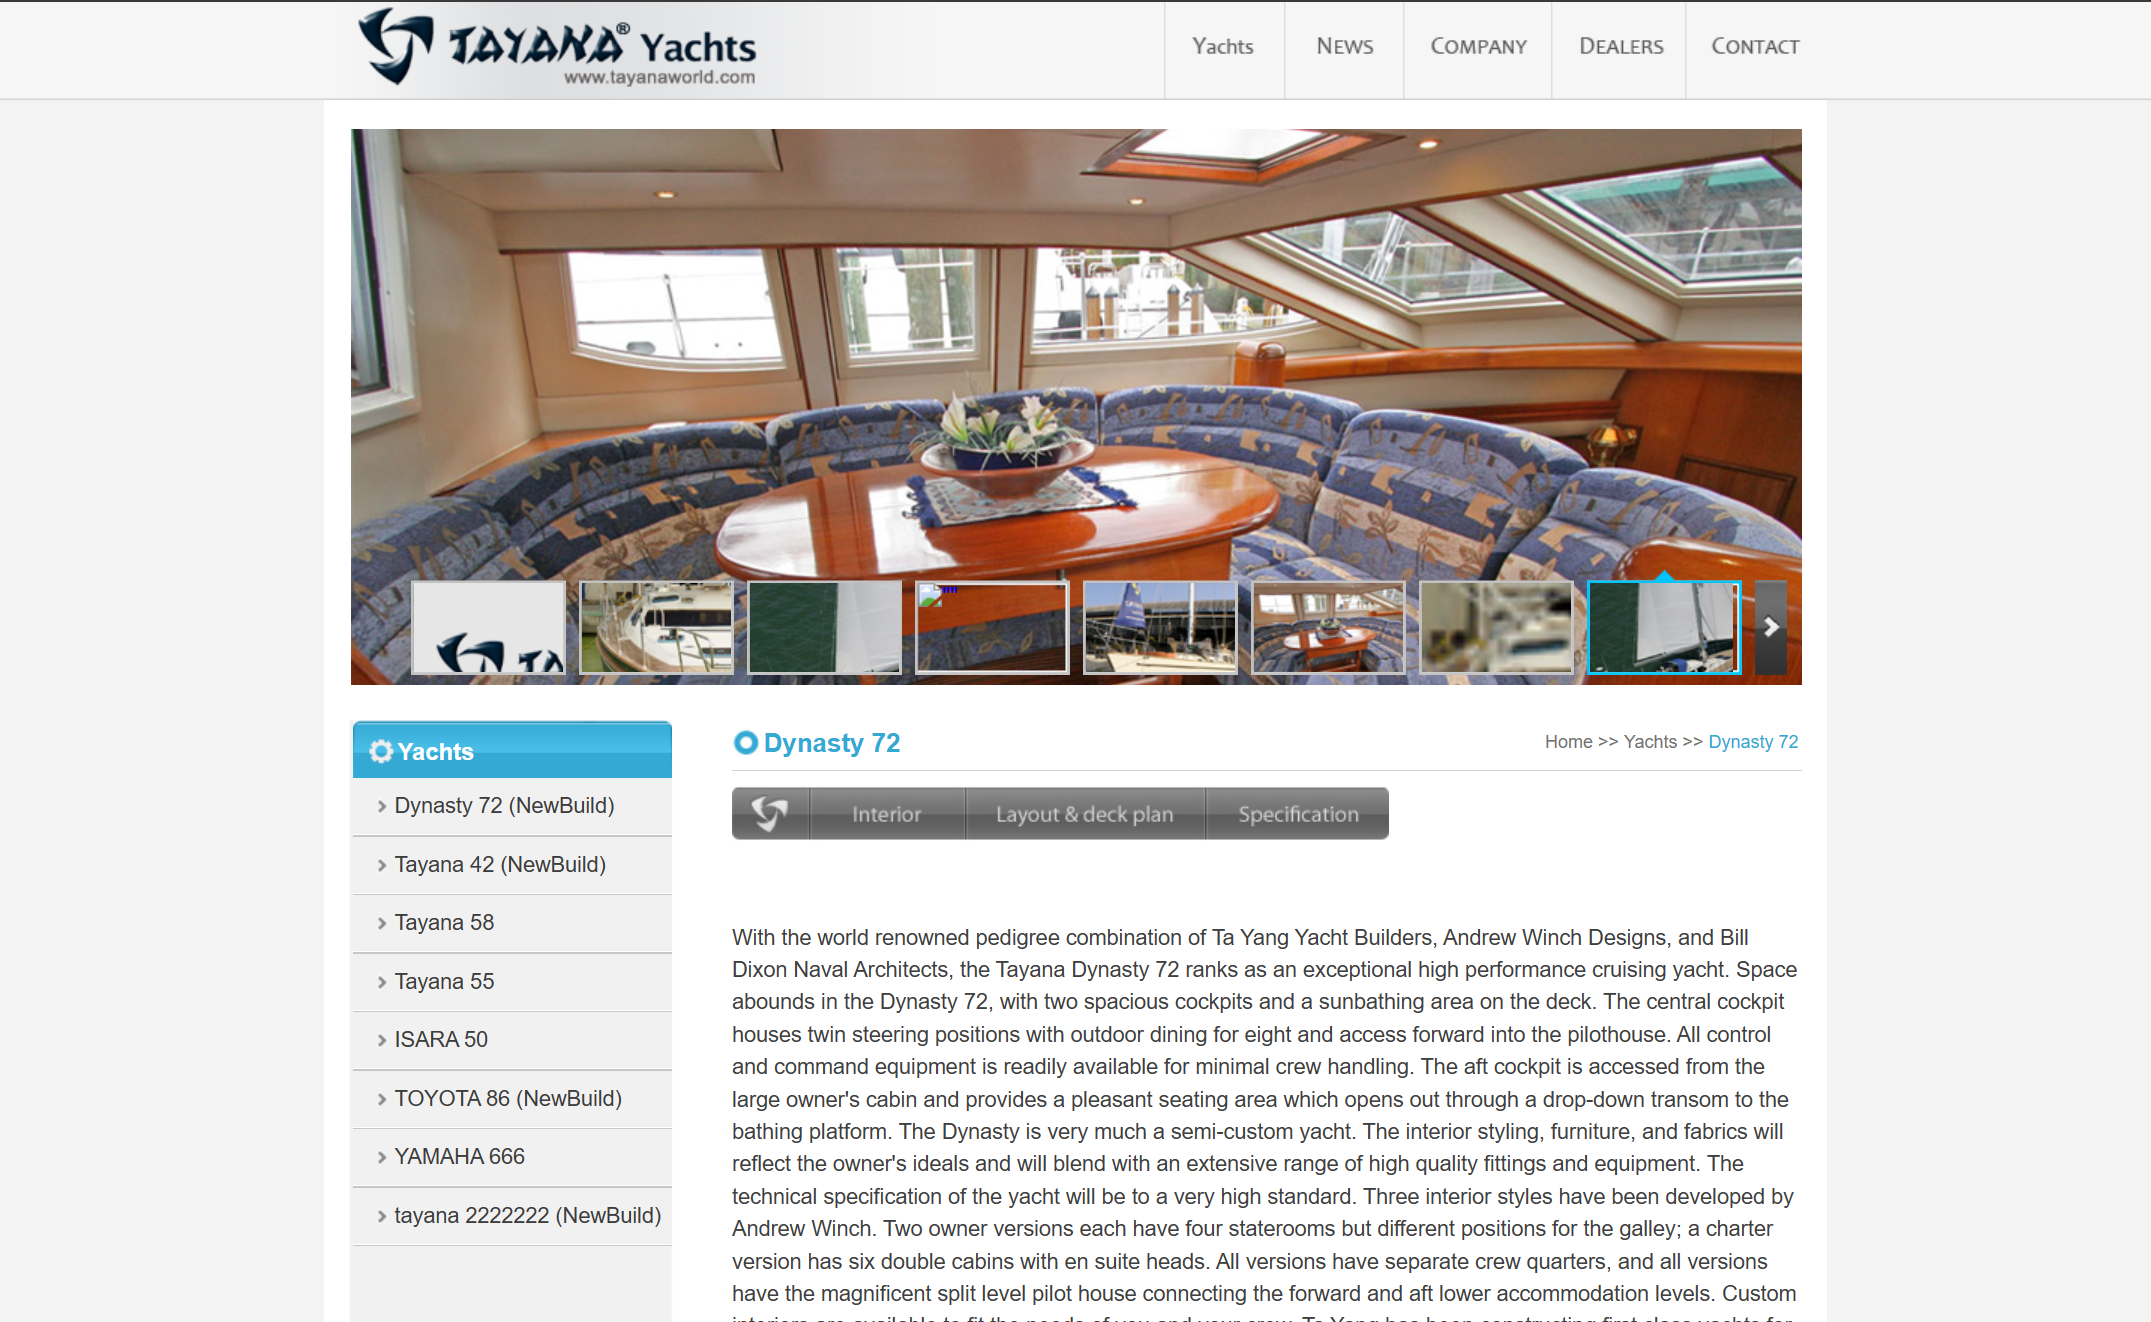 TAYANA® Yachts
www.tayanaworld.com
Yachts
NEWS
COMPANY
DEALERS
CONTACT
Yachts
Dynasty 72 (NewBuild)
Tayana 42 (NewBuild)
Tayana 58
Tayana 55
ISARA 50
TOYOTA 86 (NewBuild)
YAMAHA 666
tayana 2222222 (NewBuild)
Dynasty 72
Home >> Yachts >> Dynasty 72
Interior
Layout & deck plan
Specification
With the world renowned pedigree combination of Ta Yang Yacht Builders, Andrew Winch Designs, and Bill
Dixon Naval Architects, the Tayana Dynasty 72 ranks as an exceptional high performance cruising yacht. Space
abounds in the Dynasty 72, with two spacious cockpits and a sunbathing area on the deck. The central cockpit
houses twin steering positions with outdoor dining for eight and access forward into the pilothouse. All control
and command equipment is readily available for minimal crew handling. The aft cockpit is accessed from the
large owner's cabin and provides a pleasant seating area which opens out through a drop-down transom to the
bathing platform. The Dynasty is very much a semi-custom yacht. The interior styling, furniture, and fabrics will
reflect the owner's ideals and will blend with an extensive range of high quality fittings and equipment. The
technical specification of the yacht will be to a very high standard. Three interior styles have been developed by
Andrew Winch. Two owner versions each have four staterooms but different positions for the galley; a charter
version has six double cabins with en suite heads. All versions have separate crew quarters, and all versions
have the magnificent split level pilot house connecting the forward and aft lower accommodation levels. Custom